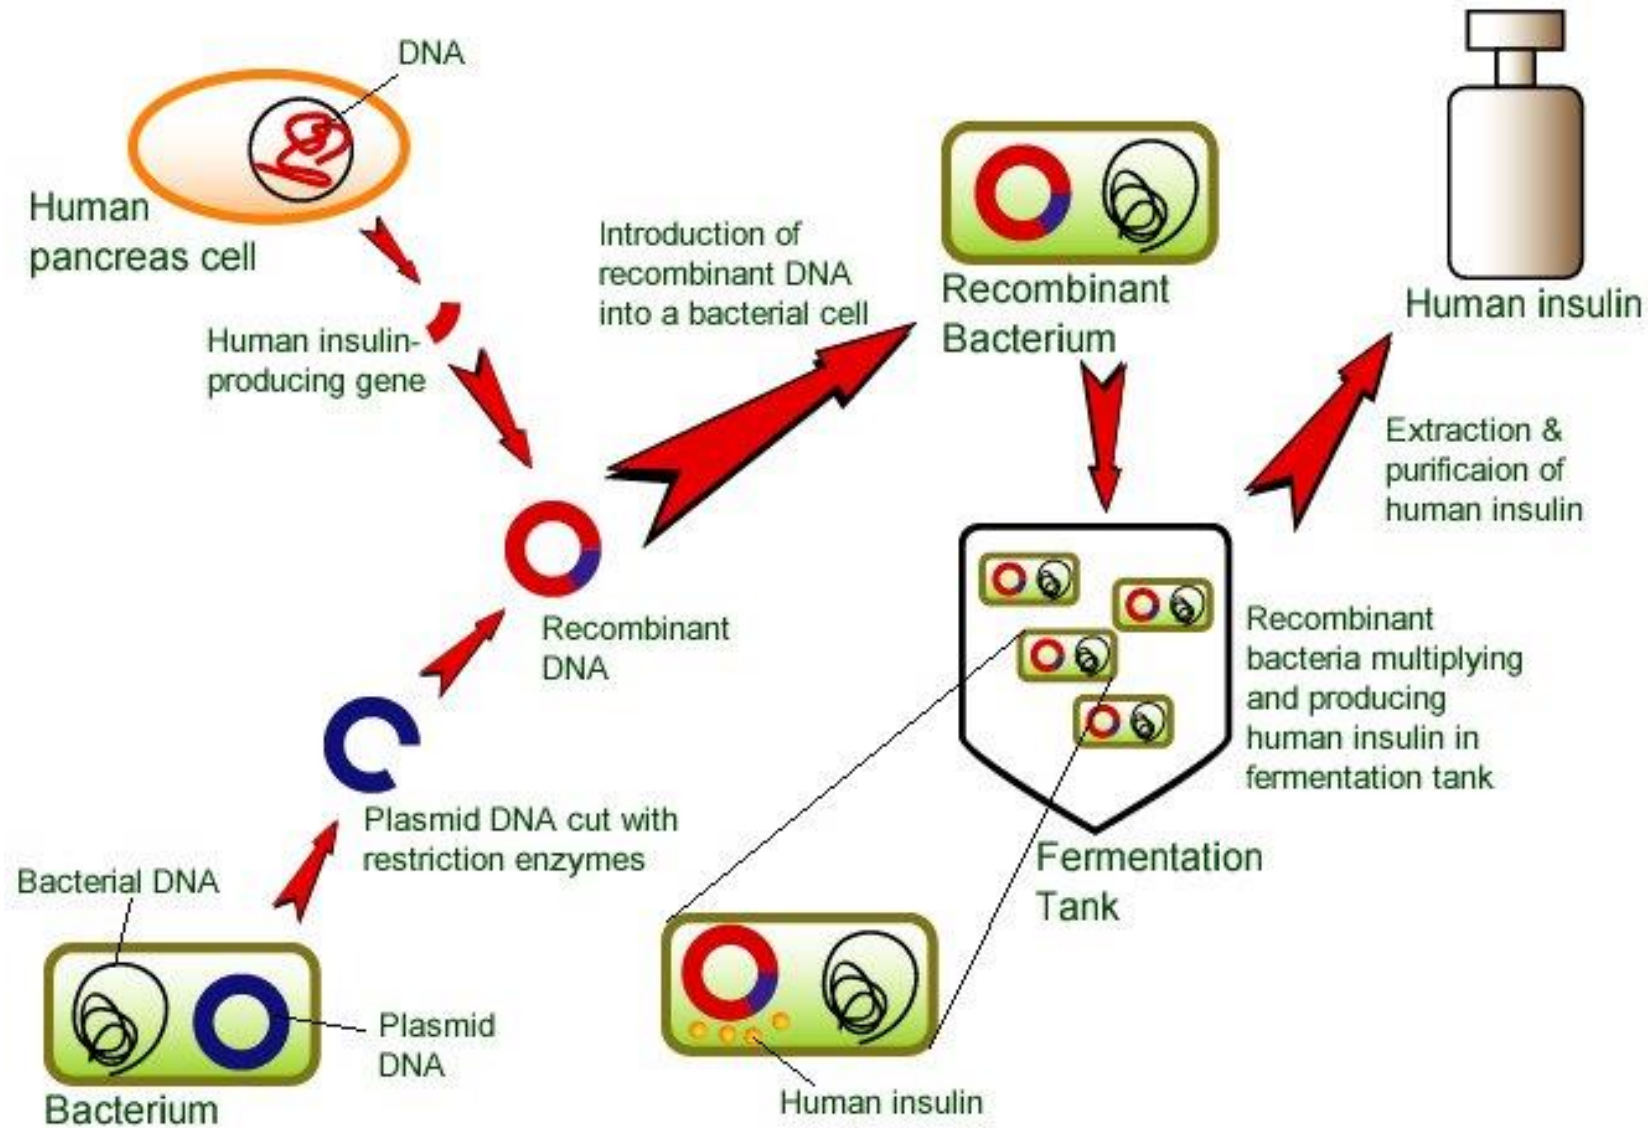 DNA
Human
pancreas cell
Human insulin-
producing gene
Introduction of
recombinant DNA
into a bacterial cell
Recombinant
Bacterium
Human insulin
Extraction &
purificaion of
human insulin
Recombinant
DNA
Recombinant
bacteria multiplying
and producing
human insulin in
fermentation tank
Plasmid DNA cut with
restriction enzymes
Fermentation
Tank
Bacterial DNA
Plasmid
DNA
Bacterium
Human insulin